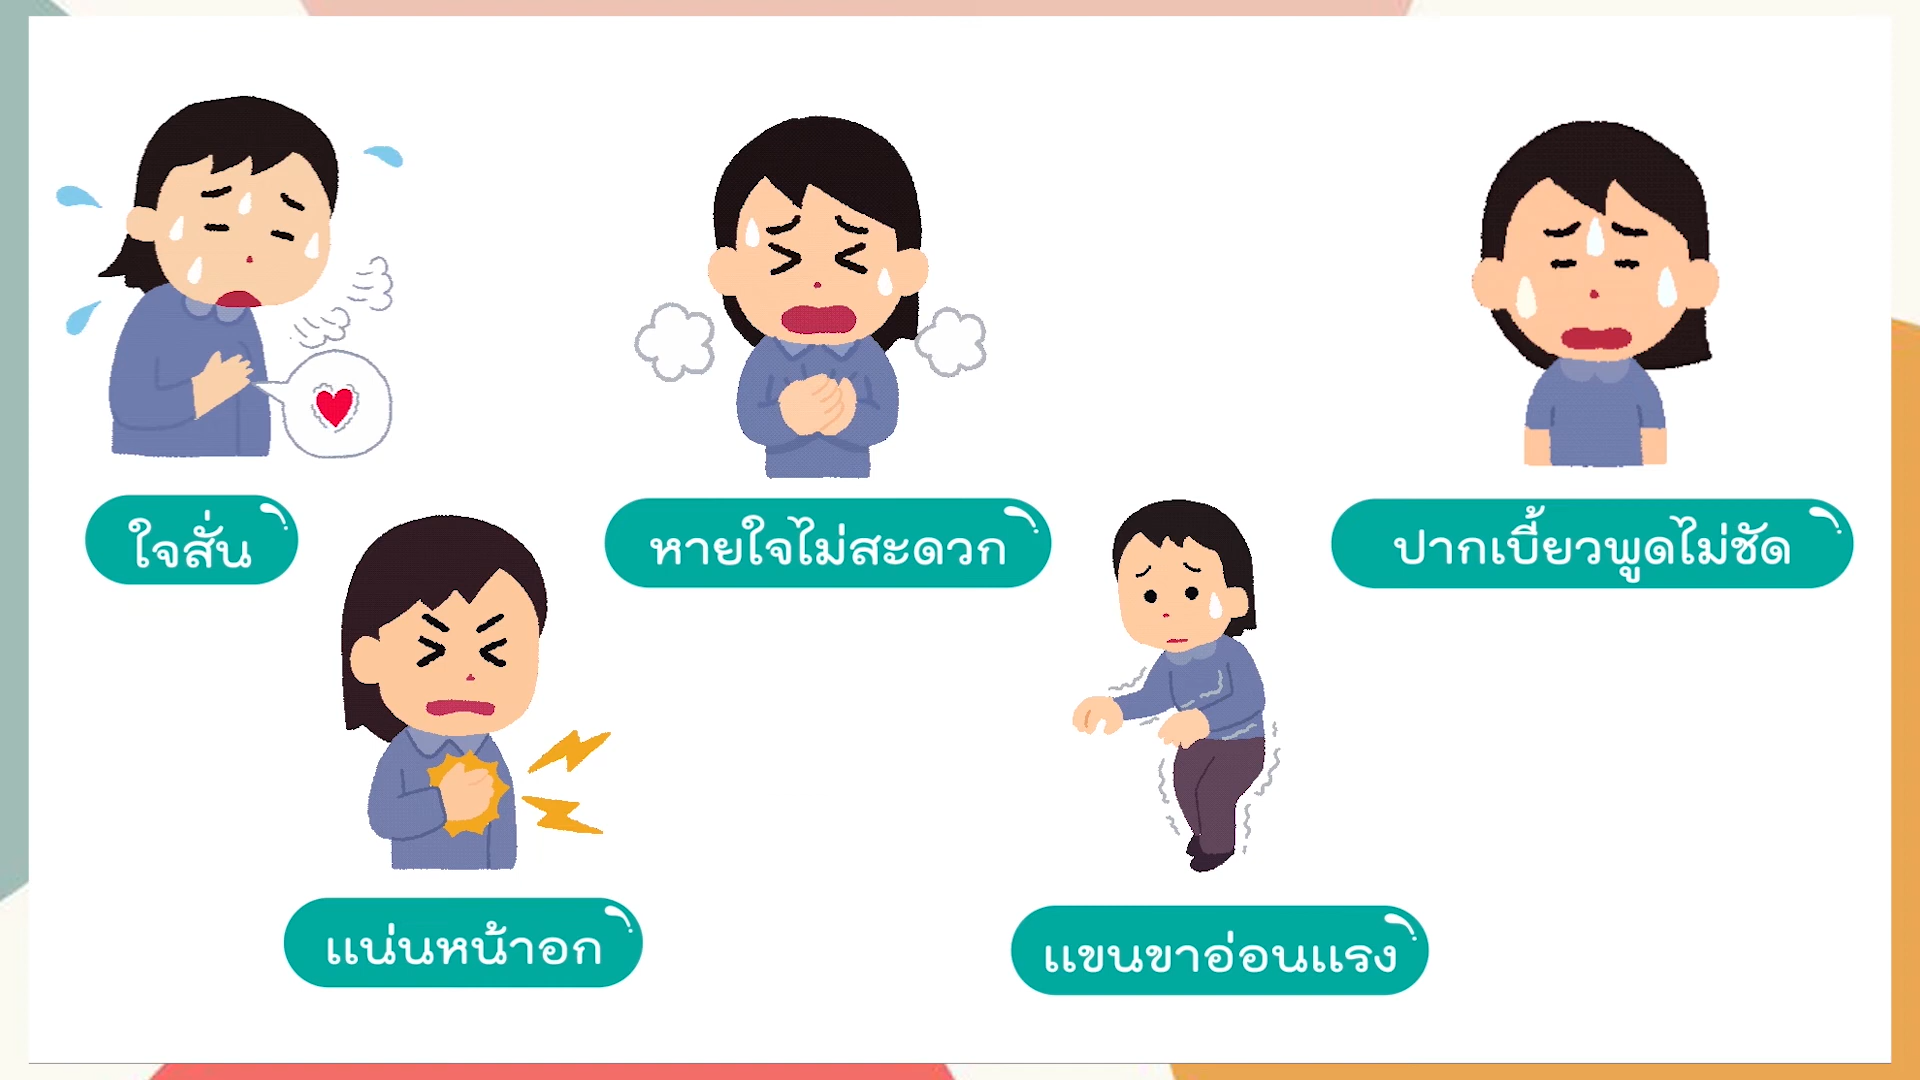 ใจสั่น
หายใจไม่สะดวก
ปากเบี้ยวพูดไม่ชัด
แน่นหน้าอก
แขนขาอ่อนแรง